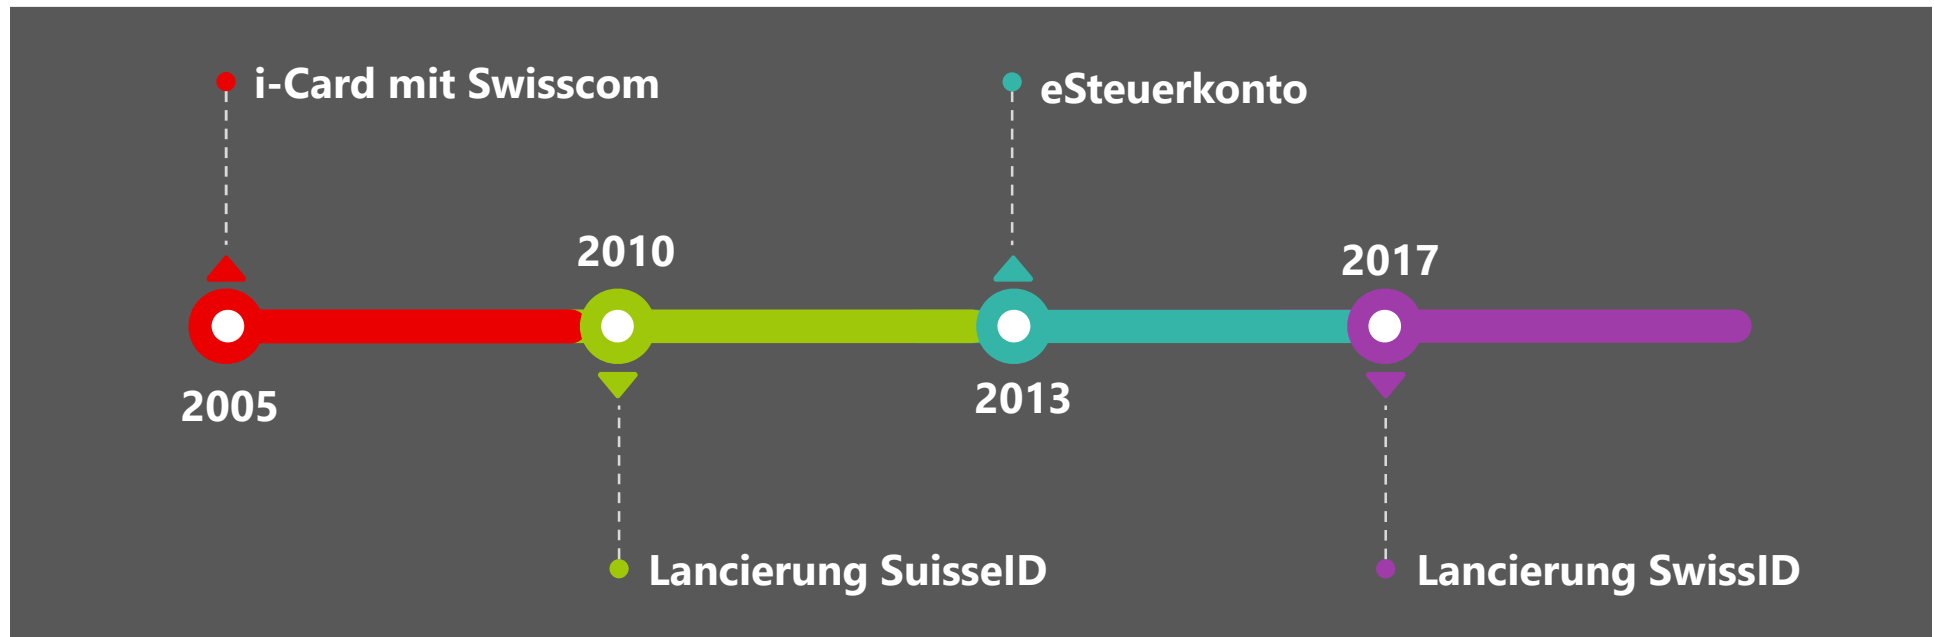 i-Card mit Swisscom
eSteuerkonto
2010
2017
2005
2013
Lancierung SuisseID
Lancierung SwissID